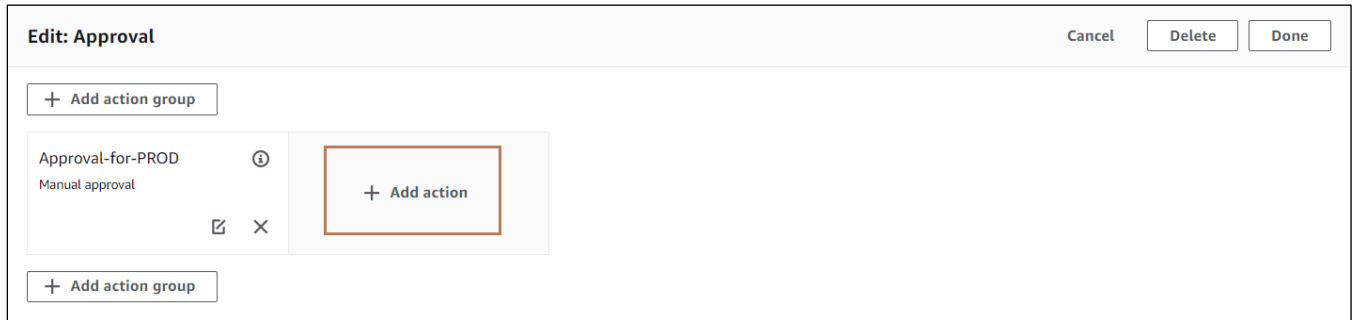 Edit: Approval Cancel Delete Done
+ Add action group
Approval-for-PROD
Manual approval
+ Add action
+ Add action group